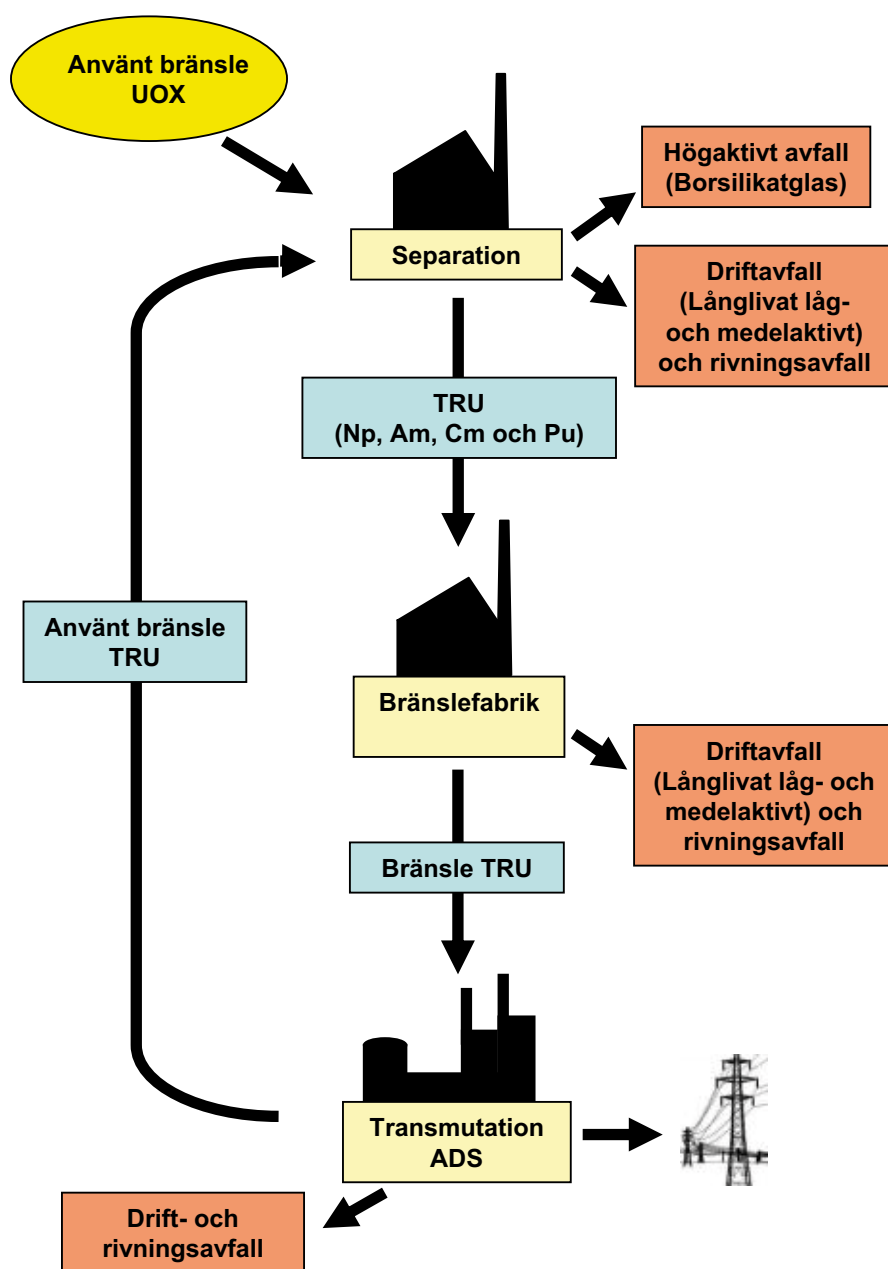 Använt bränsle
UOX
Högaktivt avfall
(Borsilikatglas)
Separation
Driftavfall
(Långlivat låg-
och medelaktivt)
och rivningsavfall
TRU
(Np, Am, Cm och Pu)
Använt bränsle
TRU
Bränslefabrik
Driftavfall
(Långlivat låg- och
medelaktivt) och
rivningsavfall
Bränsle TRU
Transmutation
ADS
Drift- och
rivningsavfall